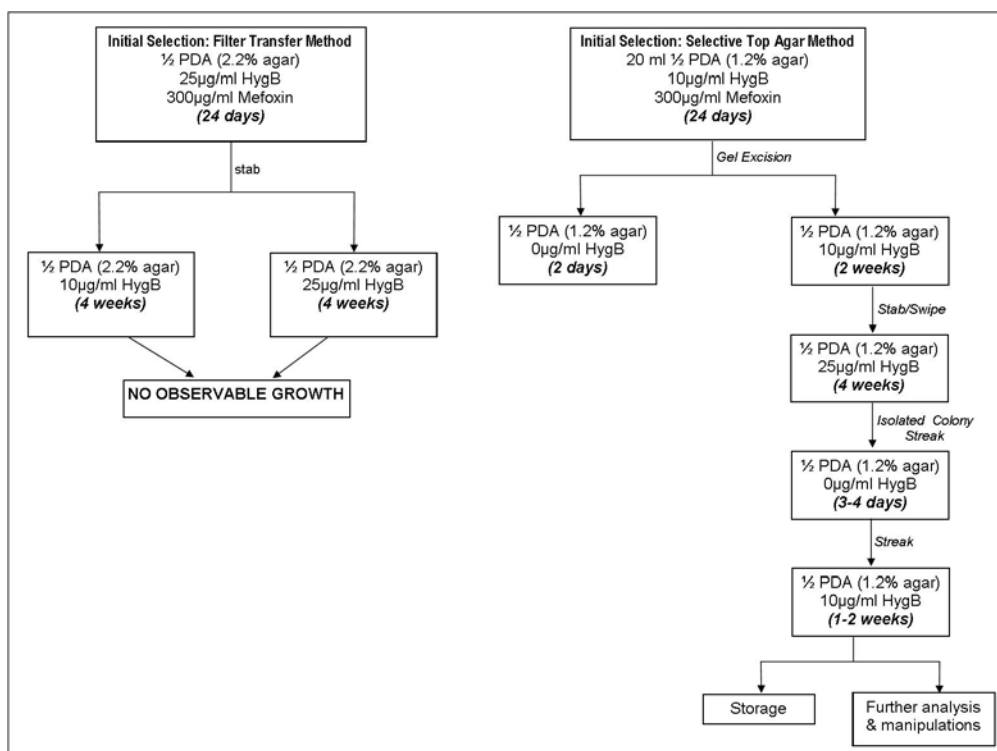 Initial Selection: Filter Transfer Method
½ PDA (2.2% agar)
25µg/ml HygB
300µg/ml Mefoxin
(24 days)
stab
½ PDA (2.2% agar)
10µg/ml HygB
(4 weeks)
½ PDA (2.2% agar)
25µg/ml HygB
(4 weeks)
NO OBSERVABLE GROWTH
Initial Selection: Selective Top Agar Method
20 ml ½ PDA (1.2% agar)
10µg/ml HygB
300µg/ml Mefoxin
(24 days)
Gel Excision
½ PDA (1.2% agar)
0µg/ml HygB
(2 days)
½ PDA (1.2% agar)
10µg/ml HygB
(2 weeks)
Stab/Swipe
½ PDA (1.2% agar)
25µg/ml HygB
(4 weeks)
Isolated Colony
Streak
½ PDA (1.2% agar)
0µg/ml HygB
(3-4 days)
Streak
½ PDA (1.2% agar)
10µg/ml HygB
(1-2 weeks)
Storage
Further analysis
& manipulations